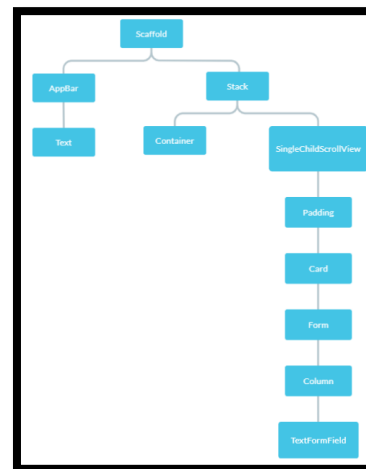 Scaffold
AppBar
Stack
Text
Container
SingleChildScrollView
Padding
Card
Form
Column
TextFormField